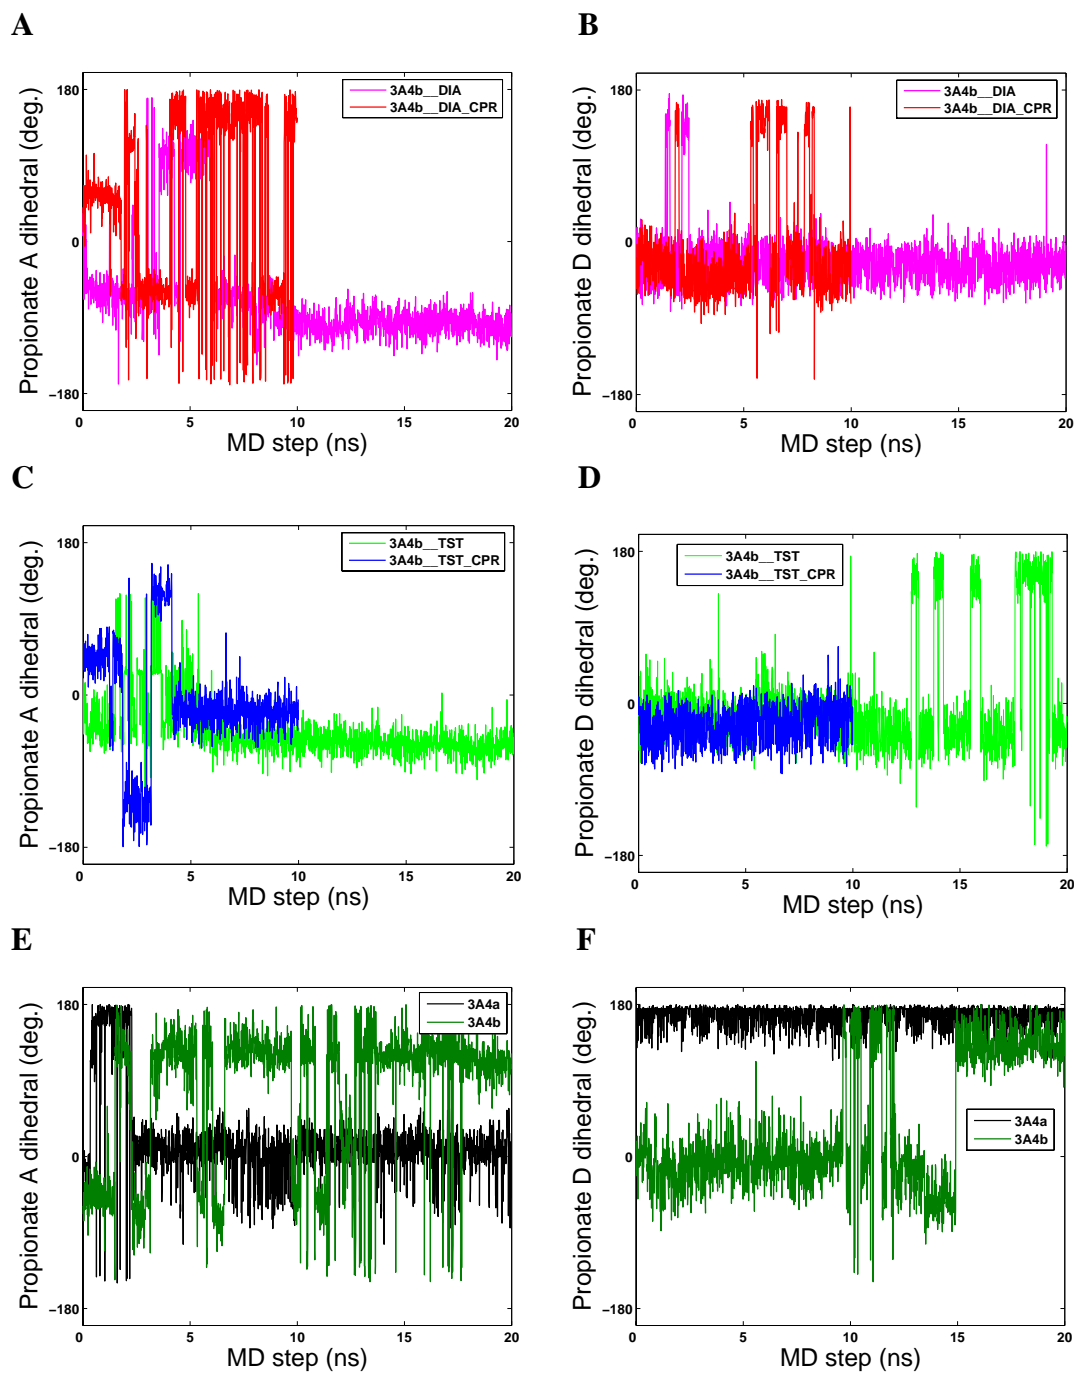 A
Propionate A dihedral (deg.)
180
0
−180
3A4b__DIA
3A4b__DIA_CPR
0 5 10 15 20
MD step (ns)
B
Propionate D dihedral (deg.)
180
0
−180
3A4b__DIA
3A4b__DIA_CPR
0 5 10 15 20
MD step (ns)
C
Propionate A dihedral (deg.)
180
0
−180
3A4b__TST
3A4b__TST_CPR
0 5 10 15 20
MD step (ns)
D
Propionate D dihedral (deg.)
180
0
−180
3A4b__TST
3A4b__TST_CPR
0 5 10 15 20
MD step (ns)
E
Propionate A dihedral (deg.)
180
0
−180
3A4a
3A4b
0 5 10 15 20
MD step (ns)
F
Propionate D dihedral (deg.)
180
0
−180
3A4a
3A4b
0 5 10 15 20
MD step (ns)